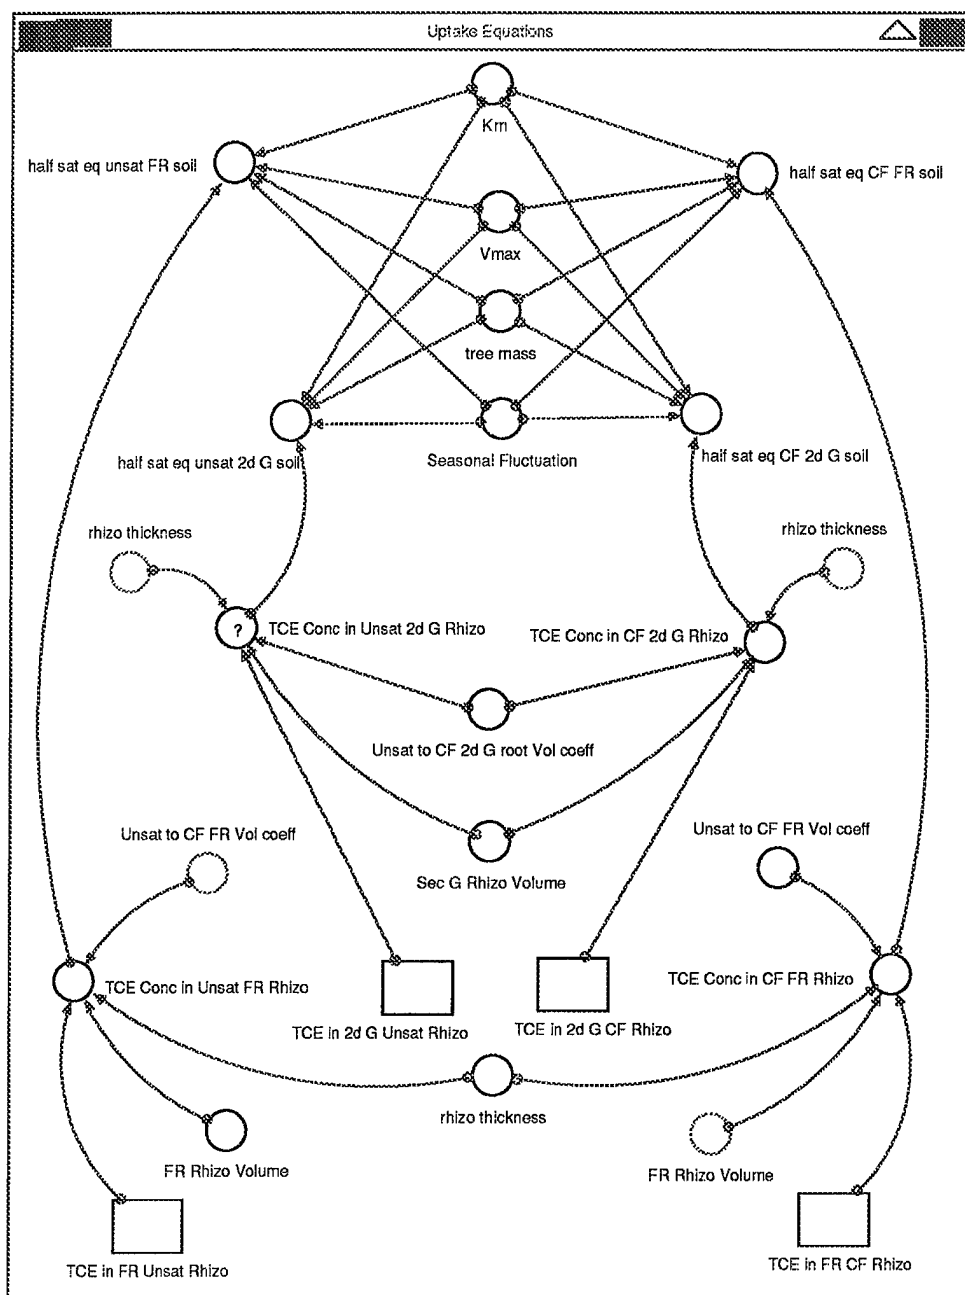 Uptake Equations
Km
half sat eq unsat FR soil
half sat eq CF FR soil
Vmax
tree mass
half sat eq unsat 2d G soil
Seasonal Fluctuation
half sat eq CF 2d G soil
rhizo thickness
rhizo thickness
?
TCE Conc in Unsat 2d G Rhizo
TCE Conc in CF 2d G Rhizo
Unsat to CF 2d G root Vol coeff
Unsat to CF FR Vol coeff
Unsat to CF FR Vol coeff
Sec G Rhizo Volume
TCE Conc in Unsat FR Rhizo
TCE Conc in CF FR Rhizo
TCE in 2d G Unsat Rhizo
TCE in 2d G CF Rhizo
rhizo thickness
FR Rhizo Volume
FR Rhizo Volume
TCE in FR Unsat Rhizo
TCE in FR CF Rhizo